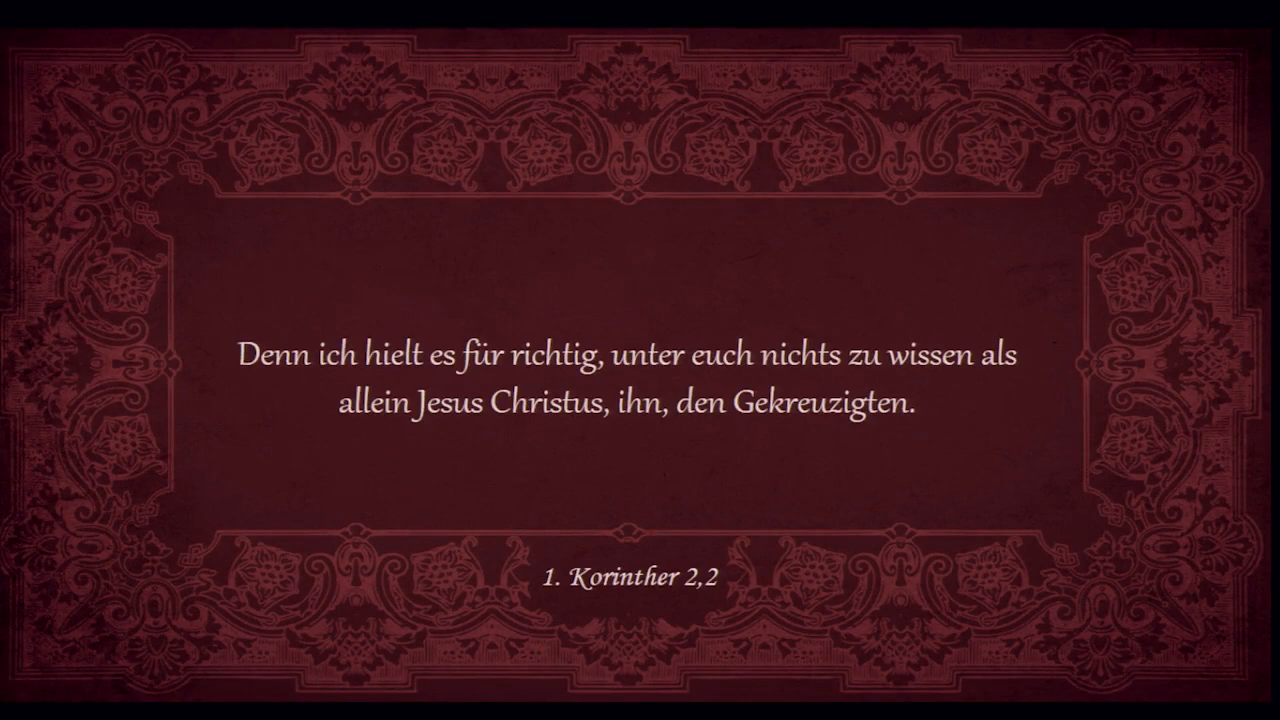 Denn ich hielt es für richtig, unter euch nichts zu wissen als
allein Jesus Christus, ihn, den Gekreuzigten.
1. Korinther 2,2